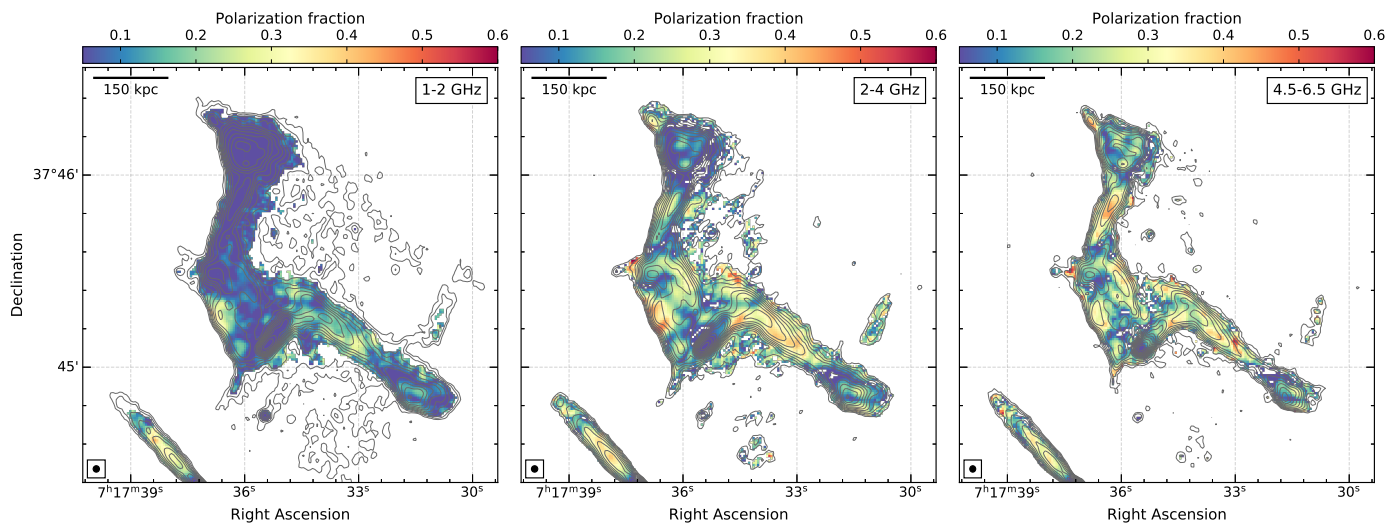 Polarization fraction Polarization fraction Polarization fraction
0.1 0.2 0.3 0.4 0.5 0.6 0.1 0.2 0.3 0.4 0.5 0.6 0.1 0.2 0.3 0.4 0.5 0.6
150 kpc 1-2 GHz 150 kpc 2-4 GHz 150 kpc 4.5-6.5 GHz
37°46'
Declination
45'
7ʰ17ᵐ39ˢ 36ˢ 33ˢ 30ˢ 7ʰ17ᵐ39ˢ 36ˢ 33ˢ 30ˢ 7ʰ17ᵐ39ˢ 36ˢ 33ˢ 30ˢ
Right Ascension Right Ascension Right Ascension